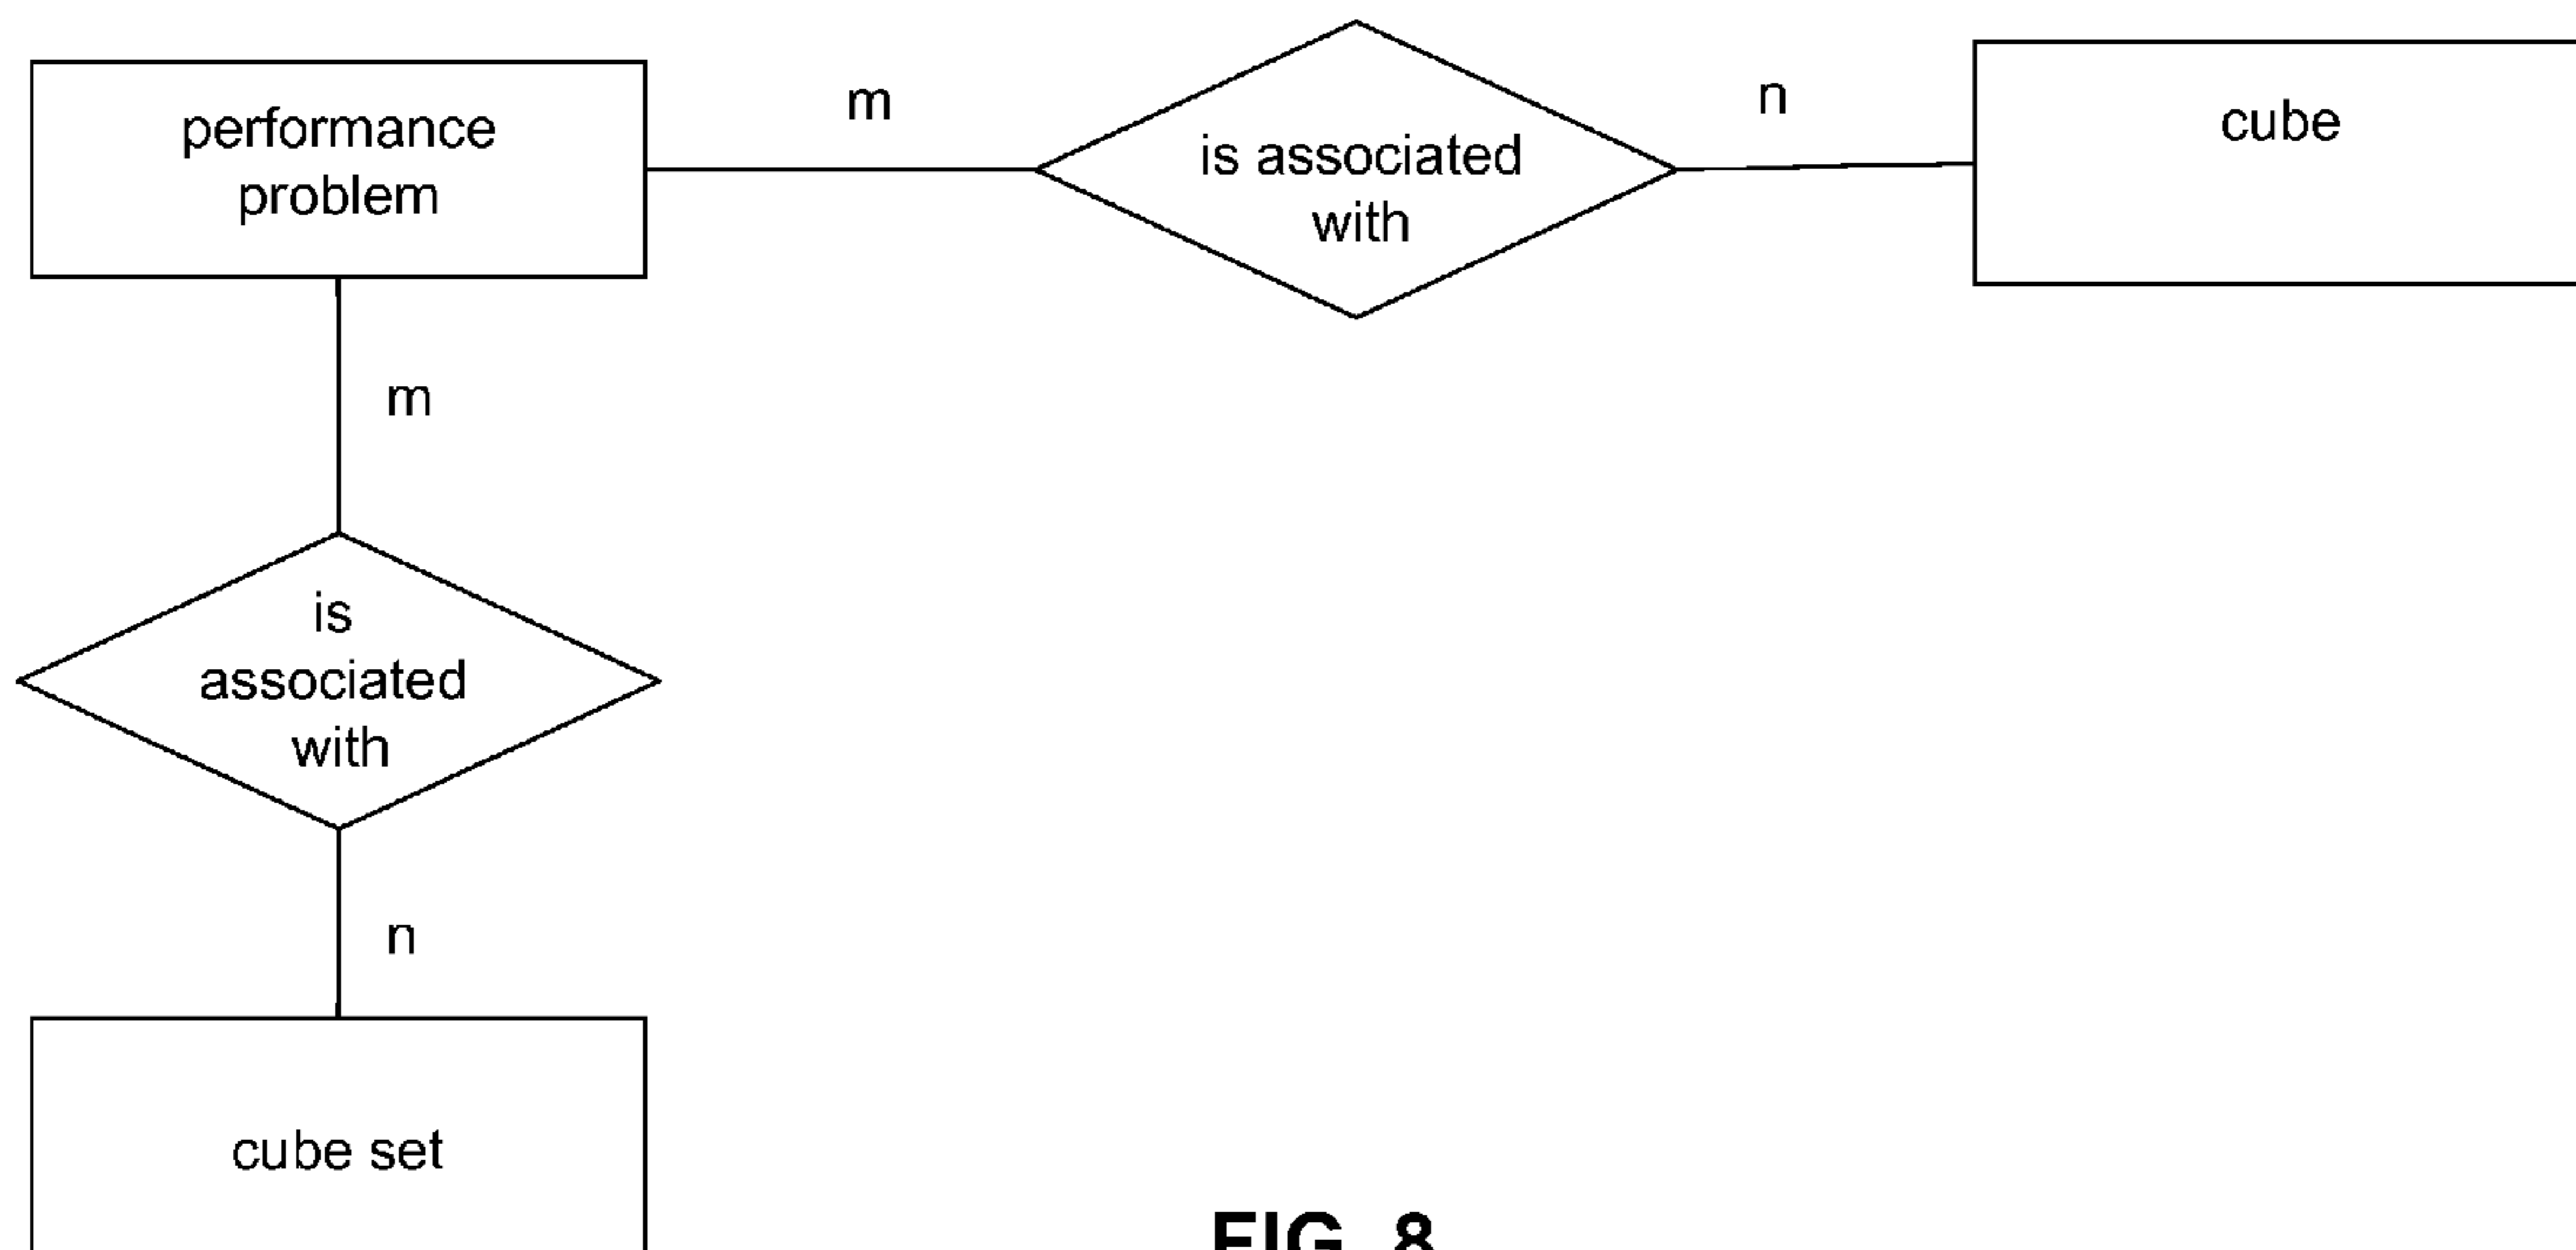 performance
problem
m
is associated
with
n
cube
m
is
associated
with
n
cube set
FIG. 8